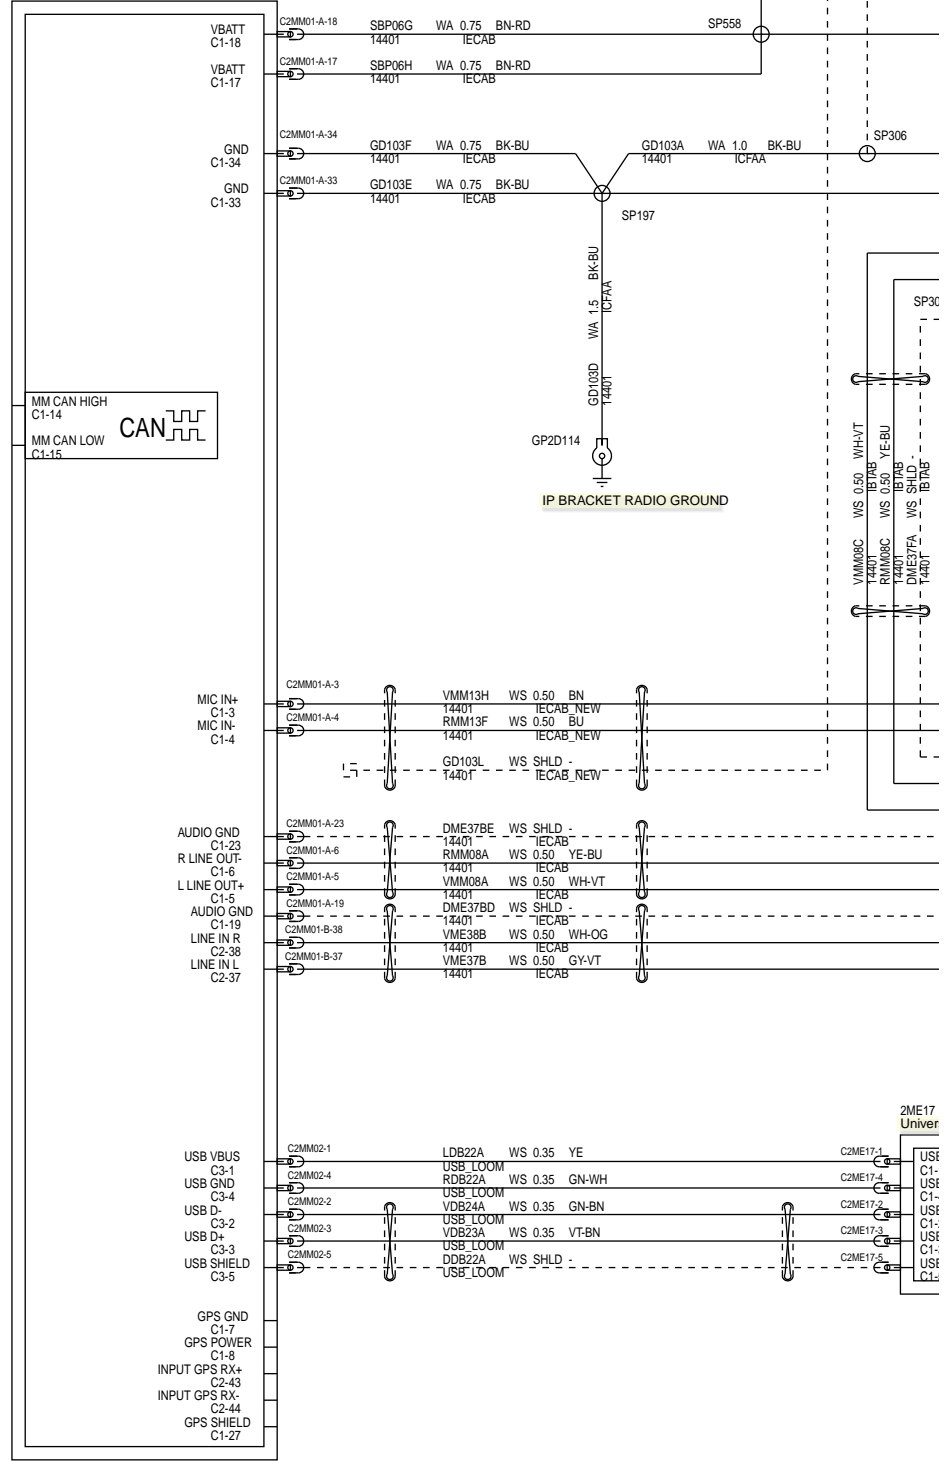 VBATT
C1-18
C2MM01-A-18
SBP06G WA 0.75 BN-RD
14401 IECAB
SP558
VBATT
C1-17
C2MM01-A-17
SBP06H WA 0.75 BN-RD
14401 IECAB
GND
C1-34
C2MM01-A-34
GD103F WA 0.75 BK-BU
14401 IECAB
GD103A WA 1.0 BK-BU
14401 ICFAA
SP306
GND
C1-33
C2MM01-A-33
GD103E WA 0.75 BK-BU
14401 IECAB
SP197
GD103D WA 1.5 BK-BU
14401 ICFAA
GP2D114
IP BRACKET RADIO GROUND
SP30
MM CAN HIGH
C1-14
CAN
MM CAN LOW
C1-15
VMM08C WS 0.50 WH-VT
14401 IBTAB
RMM08C WS 0.50 YE-BU
14401 IBTAB
DME37FA WS SHLD -
14401 IBTAB
MIC IN+
C1-3
C2MM01-A-3
VMM13H WS 0.50 BN
14401 IECAB_NEW
MIC IN-
C1-4
C2MM01-A-4
RMM13F WS 0.50 BU
14401 IECAB_NEW
GD103L WS SHLD -
14401 IECAB_NEW
AUDIO GND
C1-23
C2MM01-A-23
DME37BE WS SHLD -
14401 IECAB
R LINE OUT-
C1-6
C2MM01-A-6
RMM08A WS 0.50 YE-BU
14401 IECAB
L LINE OUT+
C1-5
C2MM01-A-5
VMM08A WS 0.50 WH-VT
14401 IECAB
AUDIO GND
C1-19
C2MM01-A-19
DME37BD WS SHLD -
14401 IECAB
LINE IN R
C2-38
C2MM01-B-38
VME38B WS 0.50 WH-OG
14401 IECAB
LINE IN L
C2-37
C2MM01-B-37
VME37B WS 0.50 GY-VT
14401 IECAB
2ME17
Univer
USB VBUS
C3-1
C2MM02-1
LDB22A WS 0.35 YE
USB_LOOM
C2ME17-1
USB
C1-
USB GND
C3-4
C2MM02-4
RDB22A WS 0.35 GN-WH
USB_LOOM
C2ME17-4
USB
C1-
USB D-
C3-2
C2MM02-2
VDB24A WS 0.35 GN-BN
USB_LOOM
C2ME17-2
USB
C1-
USB D+
C3-3
C2MM02-3
VDB23A WS 0.35 VT-BN
USB_LOOM
C2ME17-3
USB
C1-
USB SHIELD
C3-5
C2MM02-5
DDB22A WS SHLD -
USB_LOOM
C2ME17-5
USB
C1-
GPS GND
C1-7
GPS POWER
C1-8
INPUT GPS RX+
C2-43
INPUT GPS RX-
C2-44
GPS SHIELD
C1-27